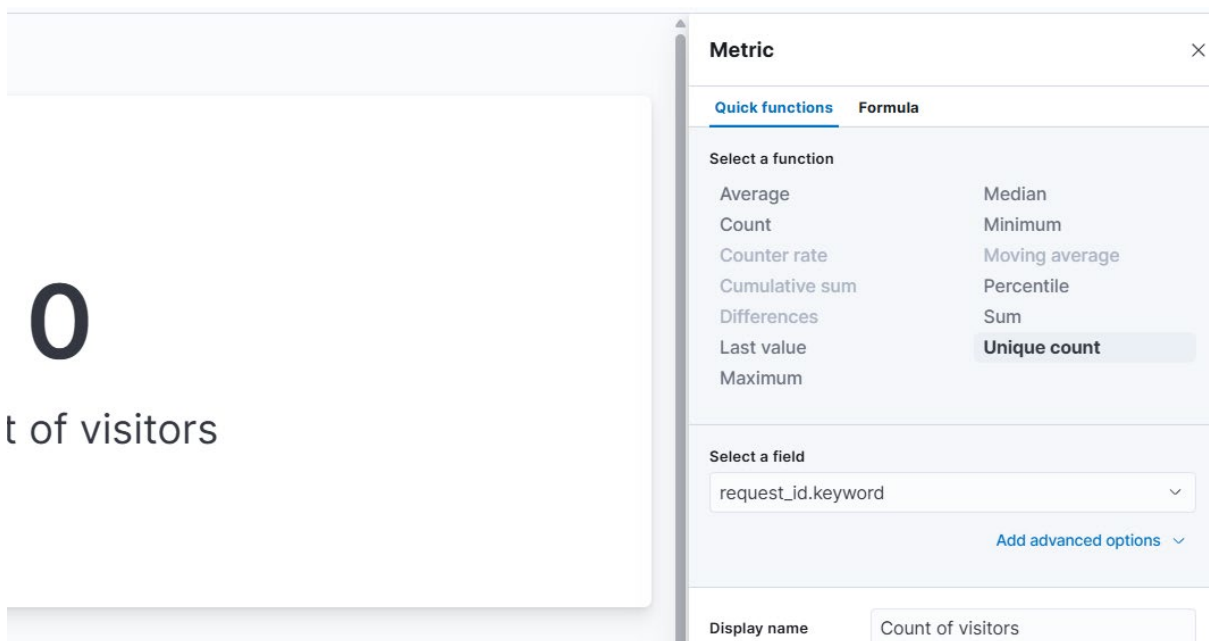 Metric
Quick functions Formula
Select a function
Average Median
Count Minimum
Counter rate Moving average
Cumulative sum Percentile
Differences Sum
Last value Unique count
Maximum
0
t of visitors
Select a field
request_id.keyword
Add advanced options
Display name Count of visitors